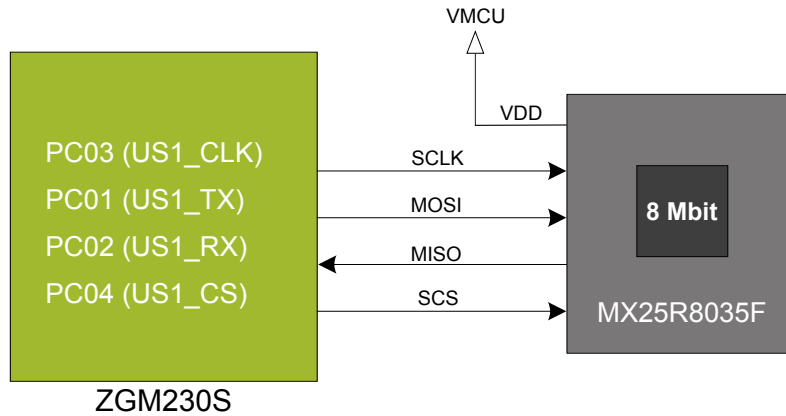 VMCU
VDD
PC03 (US1_CLK)
SCLK
PC01 (US1_TX)
MOSI
8 Mbit
PC02 (US1_RX)
MISO
PC04 (US1_CS)
SCS
MX25R8035F
ZGM230S